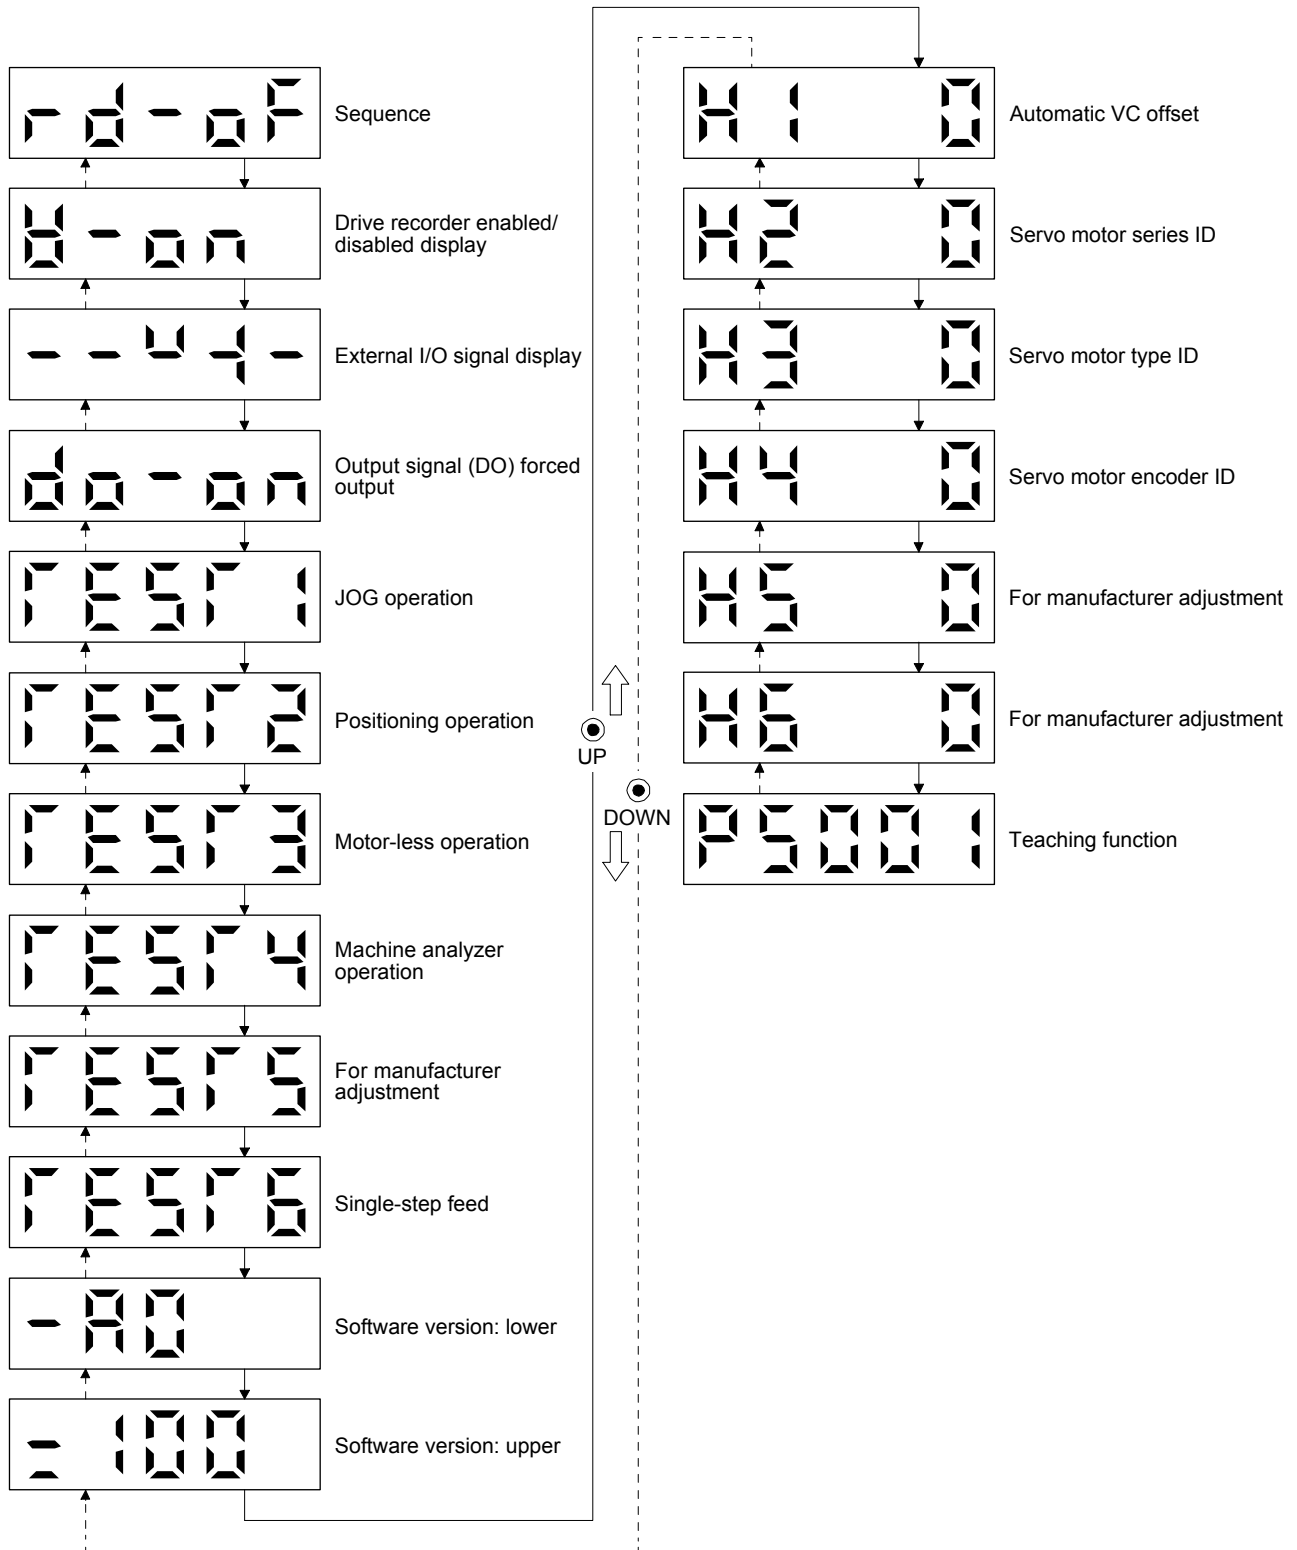 rd-oF
Sequence
Drive recorder enabled/
disabled display
External I/O signal display
do-on
Output signal (DO) forced
output
TEST1
JOG operation
TEST2
Positioning operation
TEST3
Motor-less operation
TEST4
Machine analyzer
operation
TEST5
For manufacturer
adjustment
TEST6
Single-step feed
-A0
Software version: lower
=100
Software version: upper
UP
DOWN
H1 0
Automatic VC offset
H2 0
Servo motor series ID
H3 0
Servo motor type ID
H4 0
Servo motor encoder ID
H5 0
For manufacturer adjustment
H6 0
For manufacturer adjustment
PS001
Teaching function